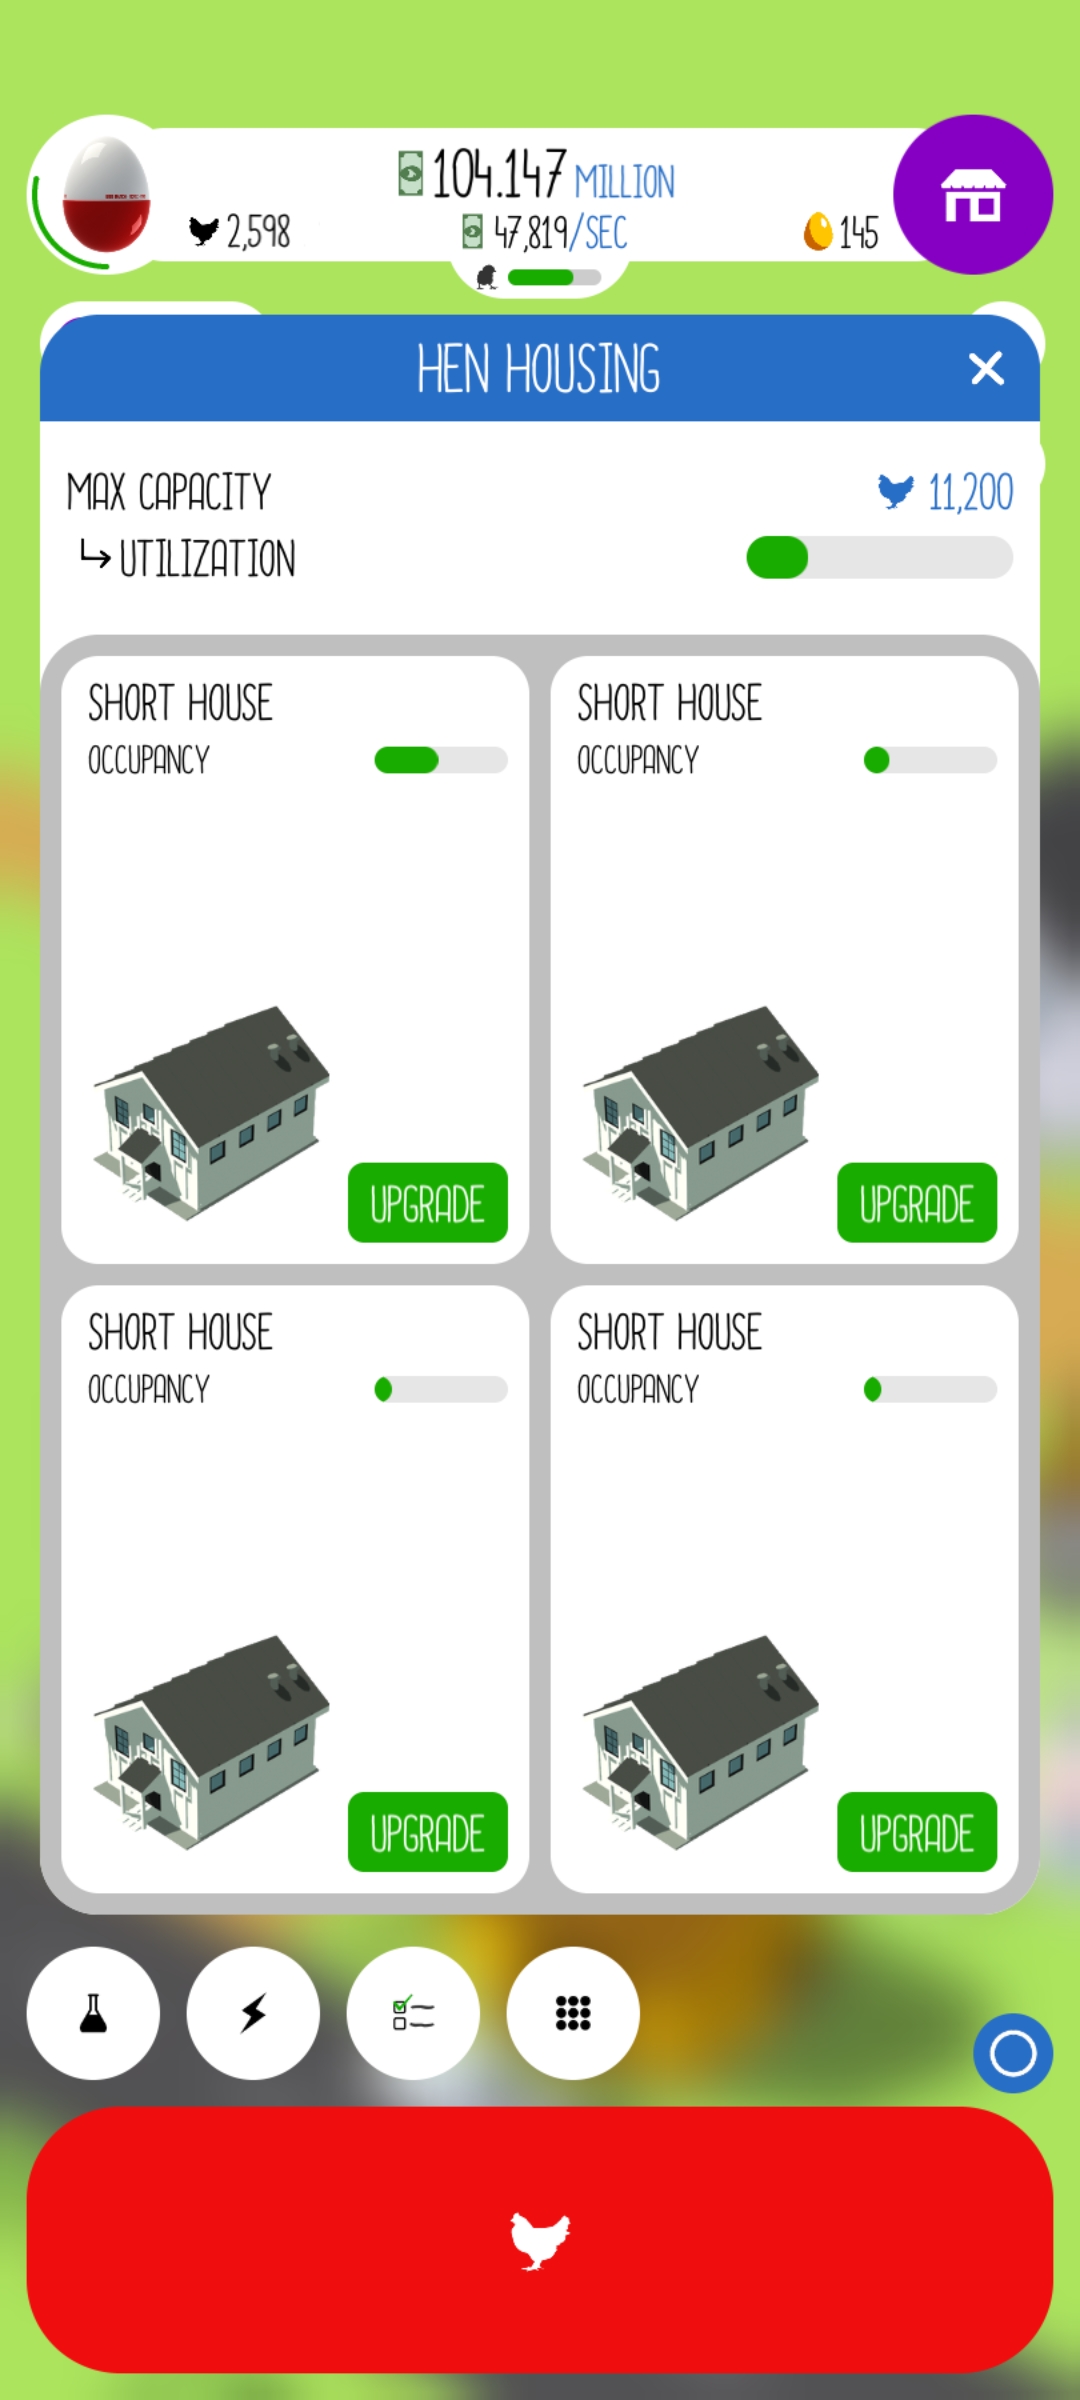 104.147 MILLION
2,598
47,819/SEC
145
HEN HOUSING
MAX CAPACITY
11,200
UTILIZATION
SHORT HOUSE
OCCUPANCY
UPGRADE
SHORT HOUSE
OCCUPANCY
UPGRADE
SHORT HOUSE
OCCUPANCY
UPGRADE
SHORT HOUSE
OCCUPANCY
UPGRADE